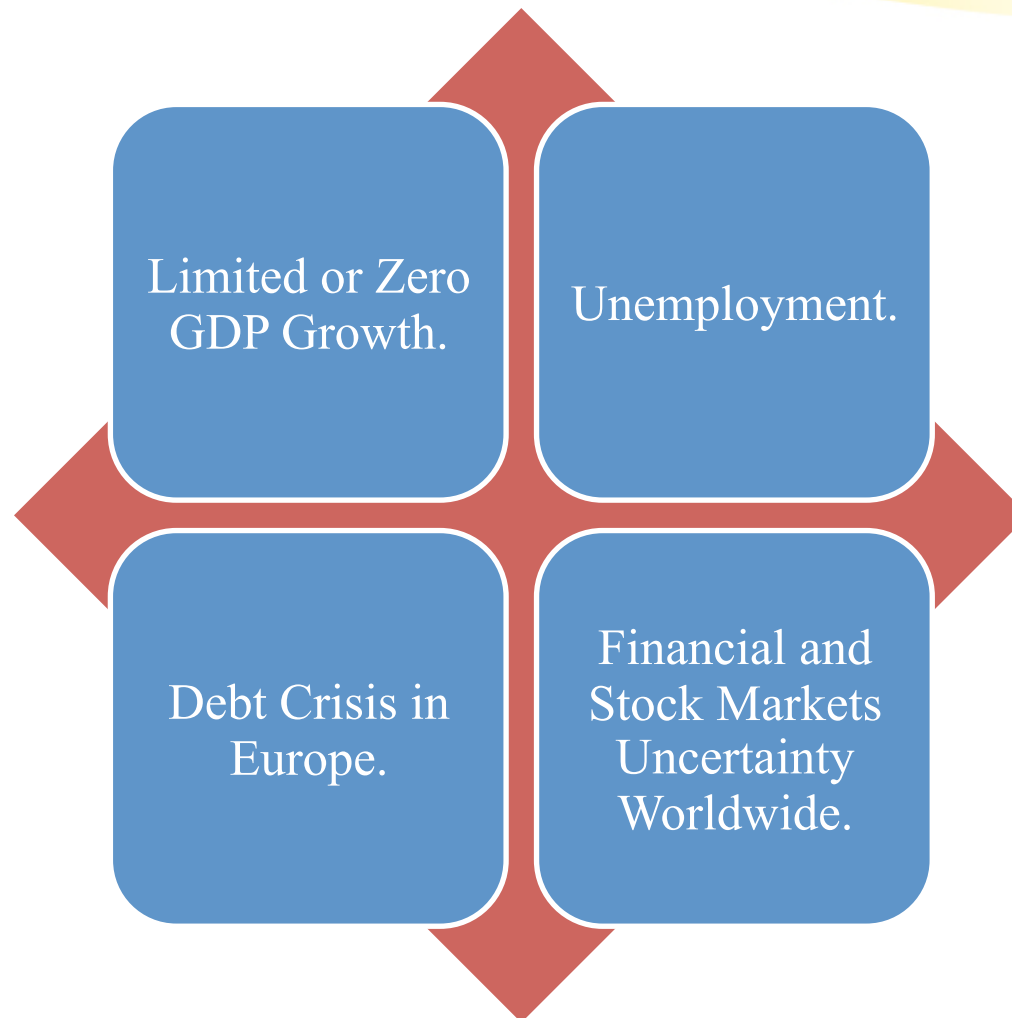 Limited or Zero
GDP Growth.
Unemployment.
Debt Crisis in
Europe.
Financial and
Stock Markets
Uncertainty
Worldwide.